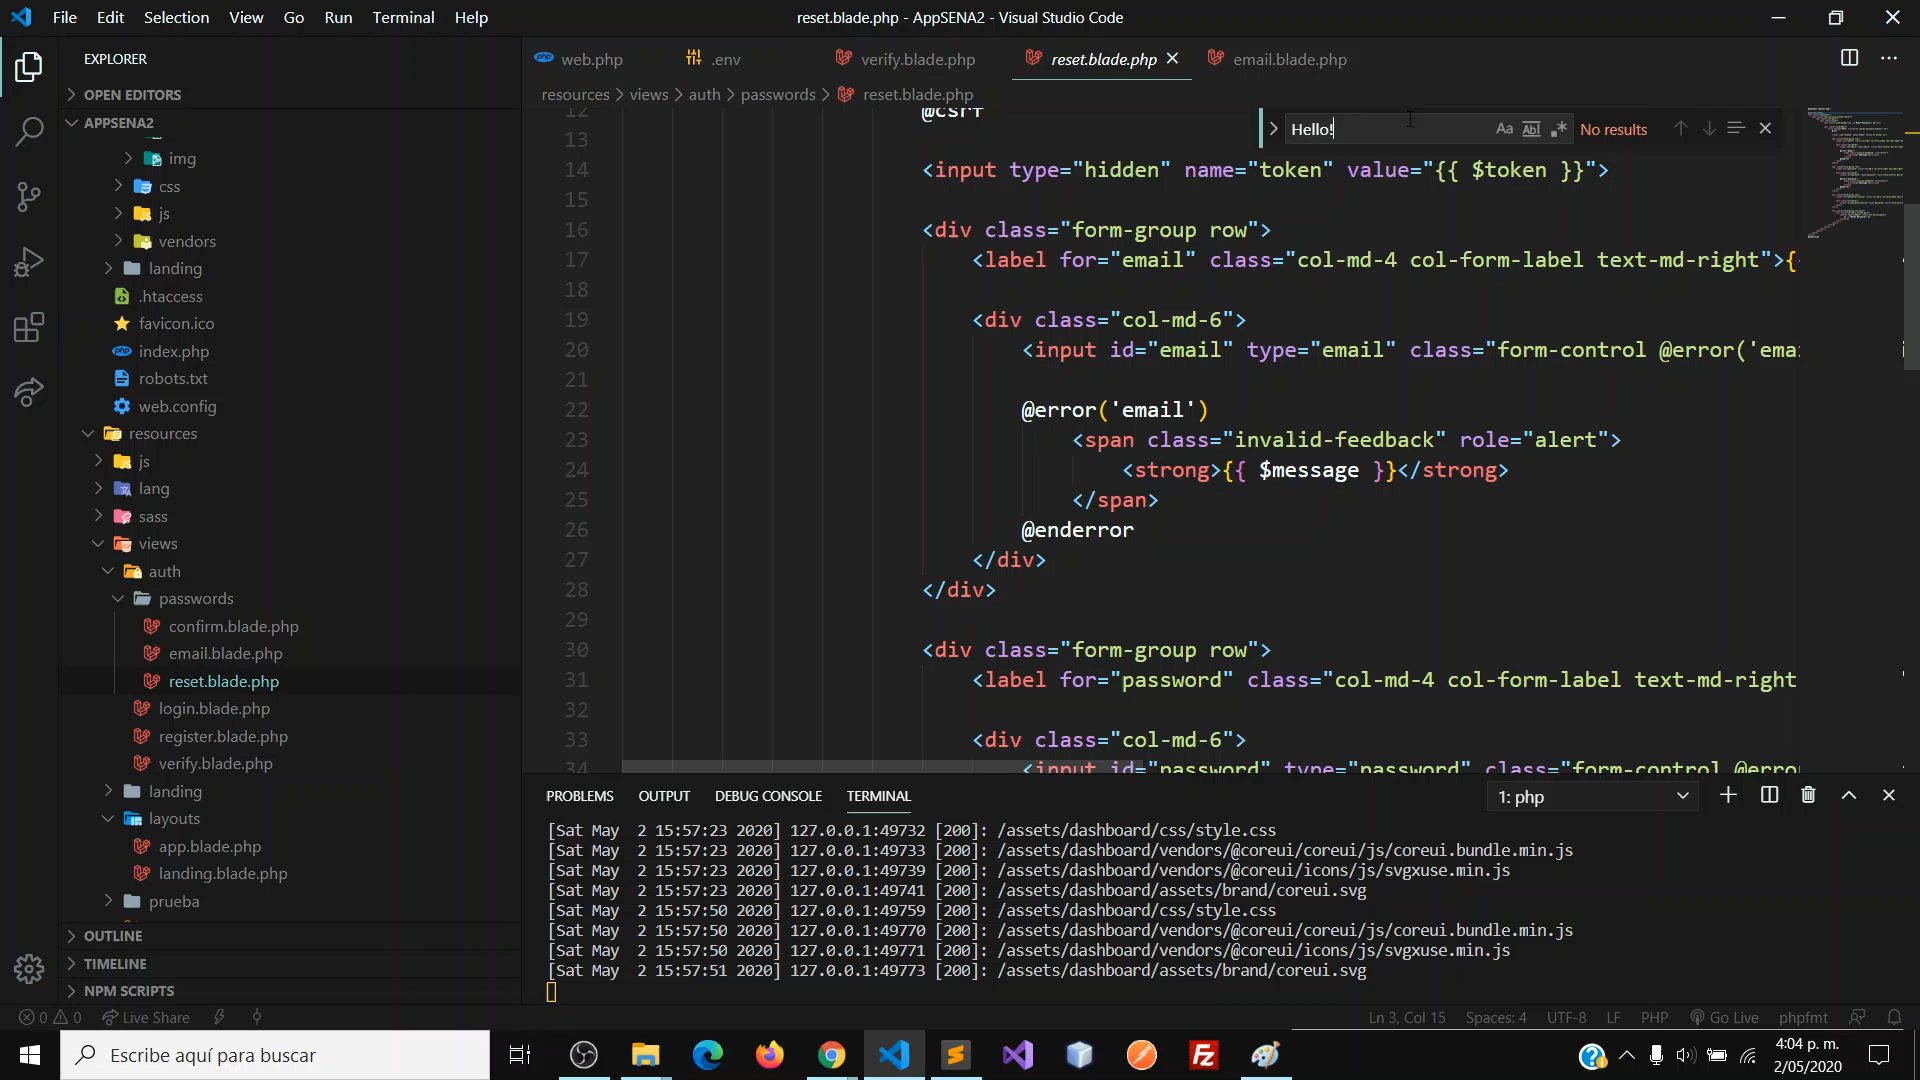 File Edit Selection View Go Run Terminal Help
reset.blade.php - AppSENA2 - Visual Studio Code
EXPLORER
OPEN EDITORS
APPSENA2
img
css
js
vendors
landing
.htaccess
favicon.ico
index.php
robots.txt
web.config
resources
js
lang
sass
views
auth
passwords
confirm.blade.php
email.blade.php
reset.blade.php
login.blade.php
register.blade.php
verify.blade.php
landing
layouts
app.blade.php
landing.blade.php
prueba
OUTLINE
TIMELINE
NPM SCRIPTS
web.php .env verify.blade.php reset.blade.php email.blade.php
resources > views > auth > passwords > reset.blade.php
Hello! Aa Abl No results
12 @csrf
13
14 <input type="hidden" name="token" value="{{ $token }}">
15
16 <div class="form-group row">
17 <label for="email" class="col-md-4 col-form-label text-md-right">{
18
19 <div class="col-md-6">
20 <input id="email" type="email" class="form-control @error('ema
21
22 @error('email')
23 <span class="invalid-feedback" role="alert">
24 <strong>{{ $message }}</strong>
25 </span>
26 @enderror
27 </div>
28 </div>
29
30 <div class="form-group row">
31 <label for="password" class="col-md-4 col-form-label text-md-right
32
33 <div class="col-md-6">
34 <input id="password" type="password" class="form-control @erro
PROBLEMS OUTPUT DEBUG CONSOLE TERMINAL
1: php
[Sat May  2 15:57:23 2020] 127.0.0.1:49732 [200]: /assets/dashboard/css/style.css
[Sat May  2 15:57:23 2020] 127.0.0.1:49733 [200]: /assets/dashboard/vendors/@coreui/coreui/js/coreui.bundle.min.js
[Sat May  2 15:57:23 2020] 127.0.0.1:49739 [200]: /assets/dashboard/vendors/@coreui/icons/js/svgxuse.min.js
[Sat May  2 15:57:23 2020] 127.0.0.1:49741 [200]: /assets/dashboard/assets/brand/coreui.svg
[Sat May  2 15:57:50 2020] 127.0.0.1:49759 [200]: /assets/dashboard/css/style.css
[Sat May  2 15:57:50 2020] 127.0.0.1:49770 [200]: /assets/dashboard/vendors/@coreui/coreui/js/coreui.bundle.min.js
[Sat May  2 15:57:50 2020] 127.0.0.1:49771 [200]: /assets/dashboard/vendors/@coreui/icons/js/svgxuse.min.js
[Sat May  2 15:57:51 2020] 127.0.0.1:49773 [200]: /assets/dashboard/assets/brand/coreui.svg
0 0 Live Share
Ln 3, Col 15 Spaces: 4 UTF-8 LF PHP Go Live phpfmt
Escribe aquí para buscar
4:04 p. m.
2/05/2020